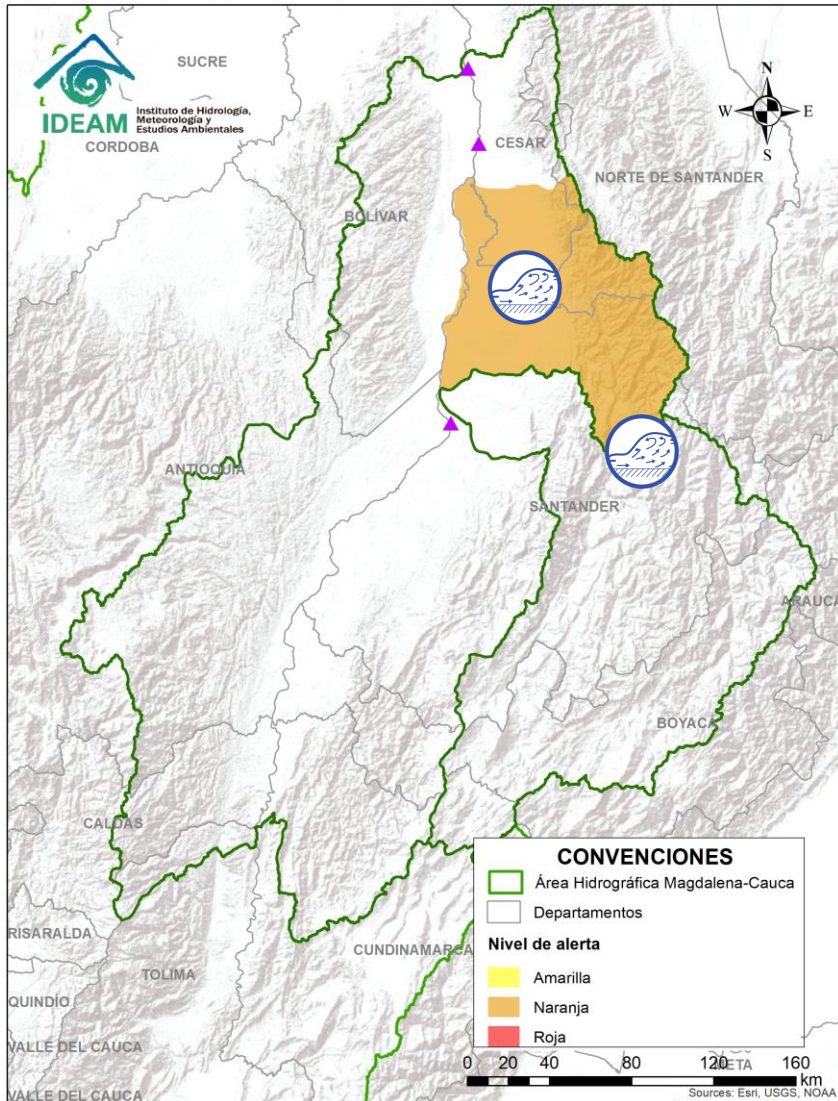 SUCRE
N
IDEAM
Instituto de Hidrología,
Meteorología y
Estudios Ambientales
W
E
S
CORDOBA
CESAR
NORTE DE SANTANDER
BOLÍVAR
ANTIOQUIA
SANTANDER
ARAUCA
BOYACA
CALDAS
CONVENCIONES
Área Hidrográfica Magdalena-Cauca
Departamentos
Nivel de alerta
Amarilla
Naranja
Roja
RISARALDA
CUNDINAMARCA
TOLIMA
QUINDÍO
VALLE DEL CAUCA
META
0 20 40 80 120 160
km
VALLE DEL CAUCA
Sources: Esri, USGS, NOAA